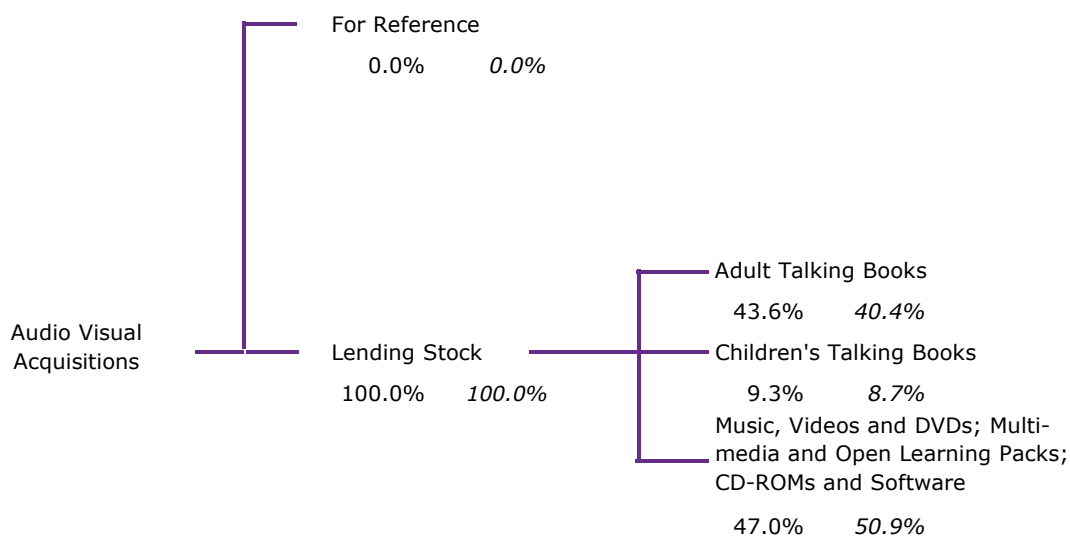 For Reference
0.0% 0.0%
Adult Talking Books
43.6% 40.4%
Audio Visual
Acquisitions
Lending Stock
100.0% 100.0%
Children's Talking Books
9.3% 8.7%
Music, Videos and DVDs; Multi-
media and Open Learning Packs;
CD-ROMs and Software
47.0% 50.9%